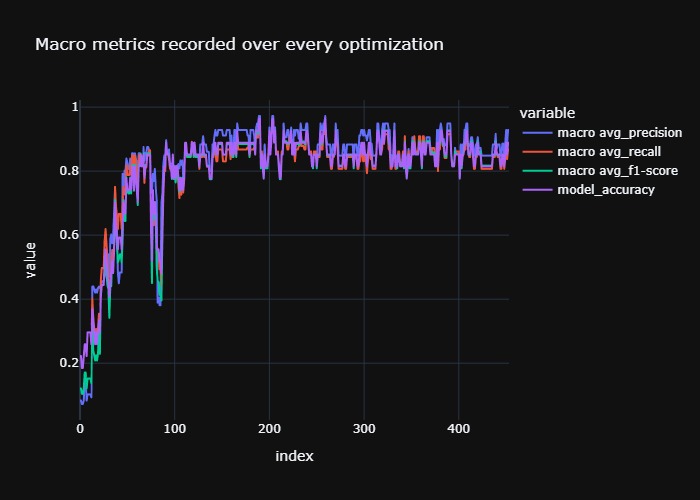 Macro metrics recorded over every optimization
variable
macro avg_precision
macro avg_recall
macro avg_f1-score
model_accuracy
1
0.8
0.6
0.4
0.2
value
0 100 200 300 400
index